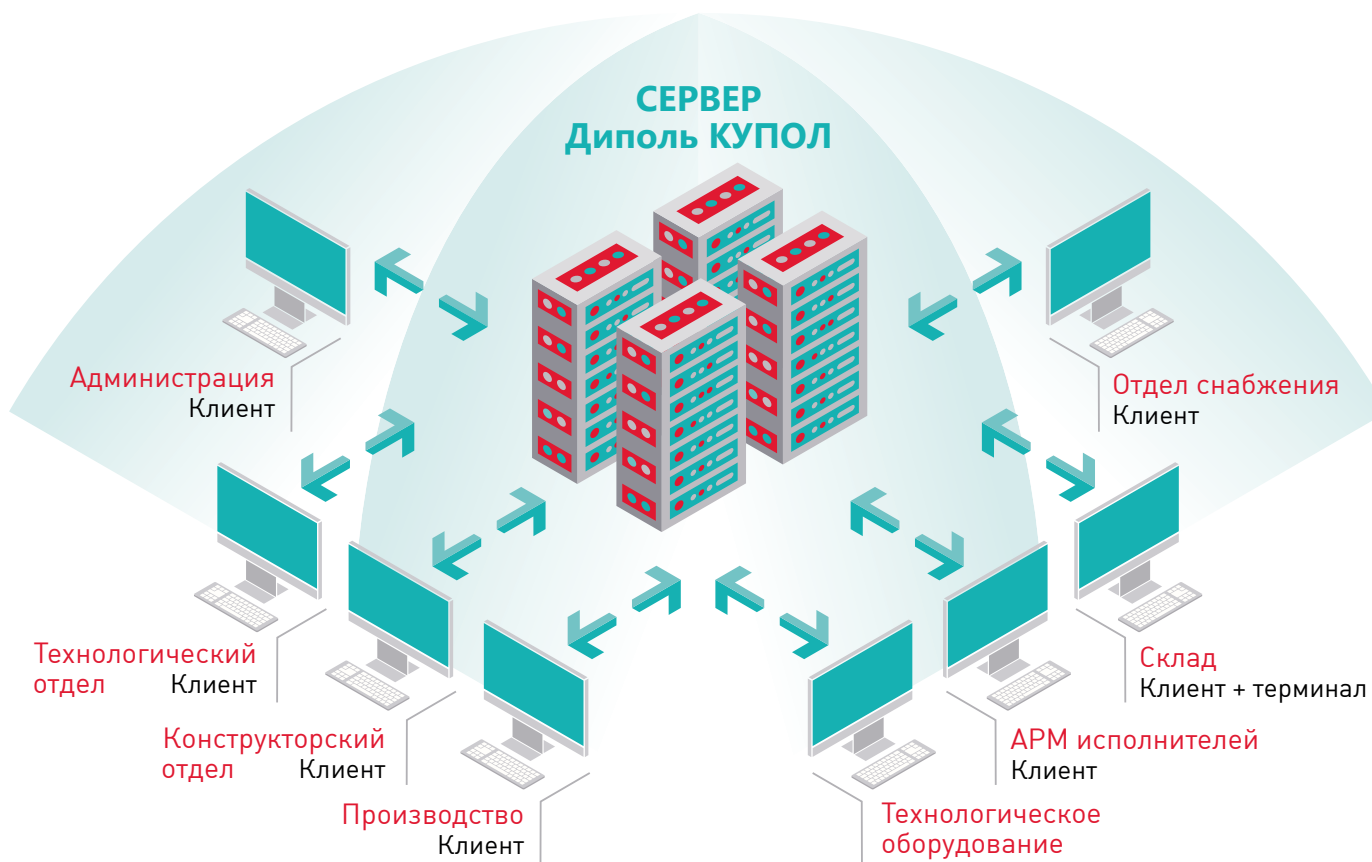 СЕРВЕР
Диполь КУПОЛ
Администрация
Клиент
Отдел снабжения
Клиент
Технологический
отдел Клиент
Склад
Клиент + терминал
Конструкторский
отдел Клиент
АРМ исполнителей
Клиент
Производство
Клиент
Технологическое
оборудование